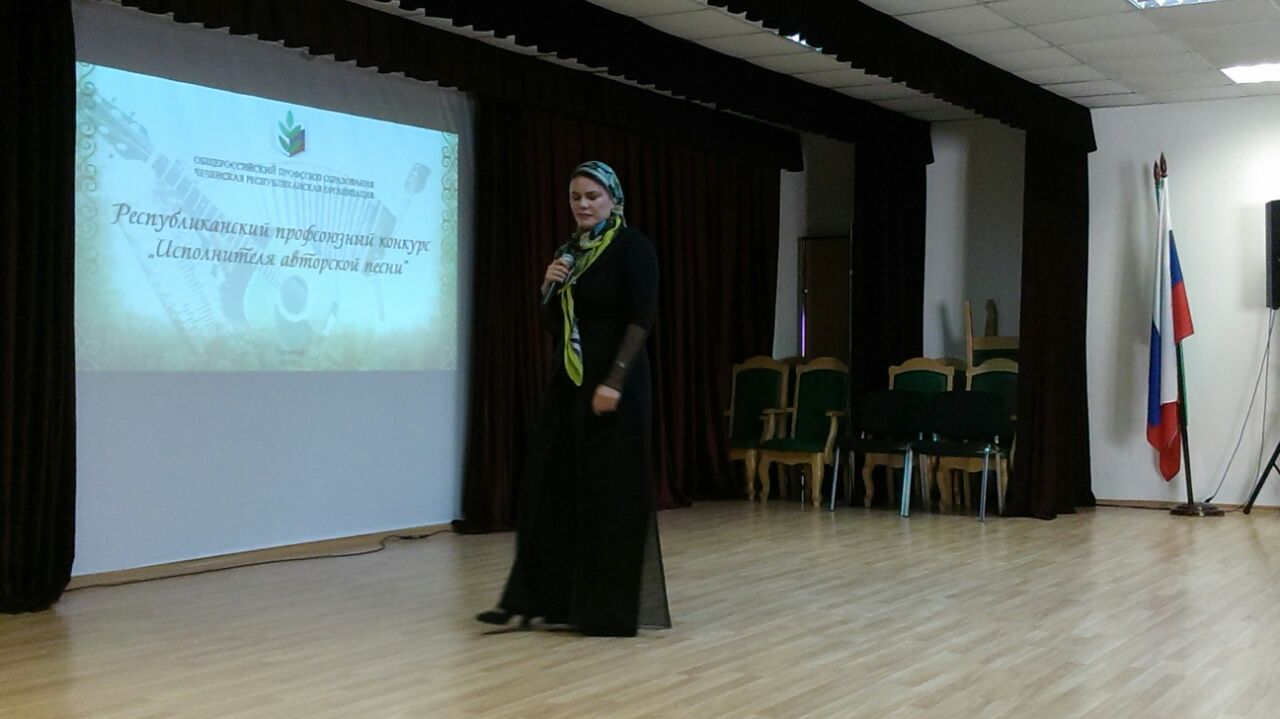 ОБЩЕРОССИЙСКИЙ ПРОФСОЮЗ ОБРАЗОВАНИЯ
ЧЕЧЕНСКАЯ РЕСПУБЛИКАНСКАЯ ОРГАНИЗАЦИЯ
Республиканский профсоюзный конкурс
„Исполнителя авторской песни"